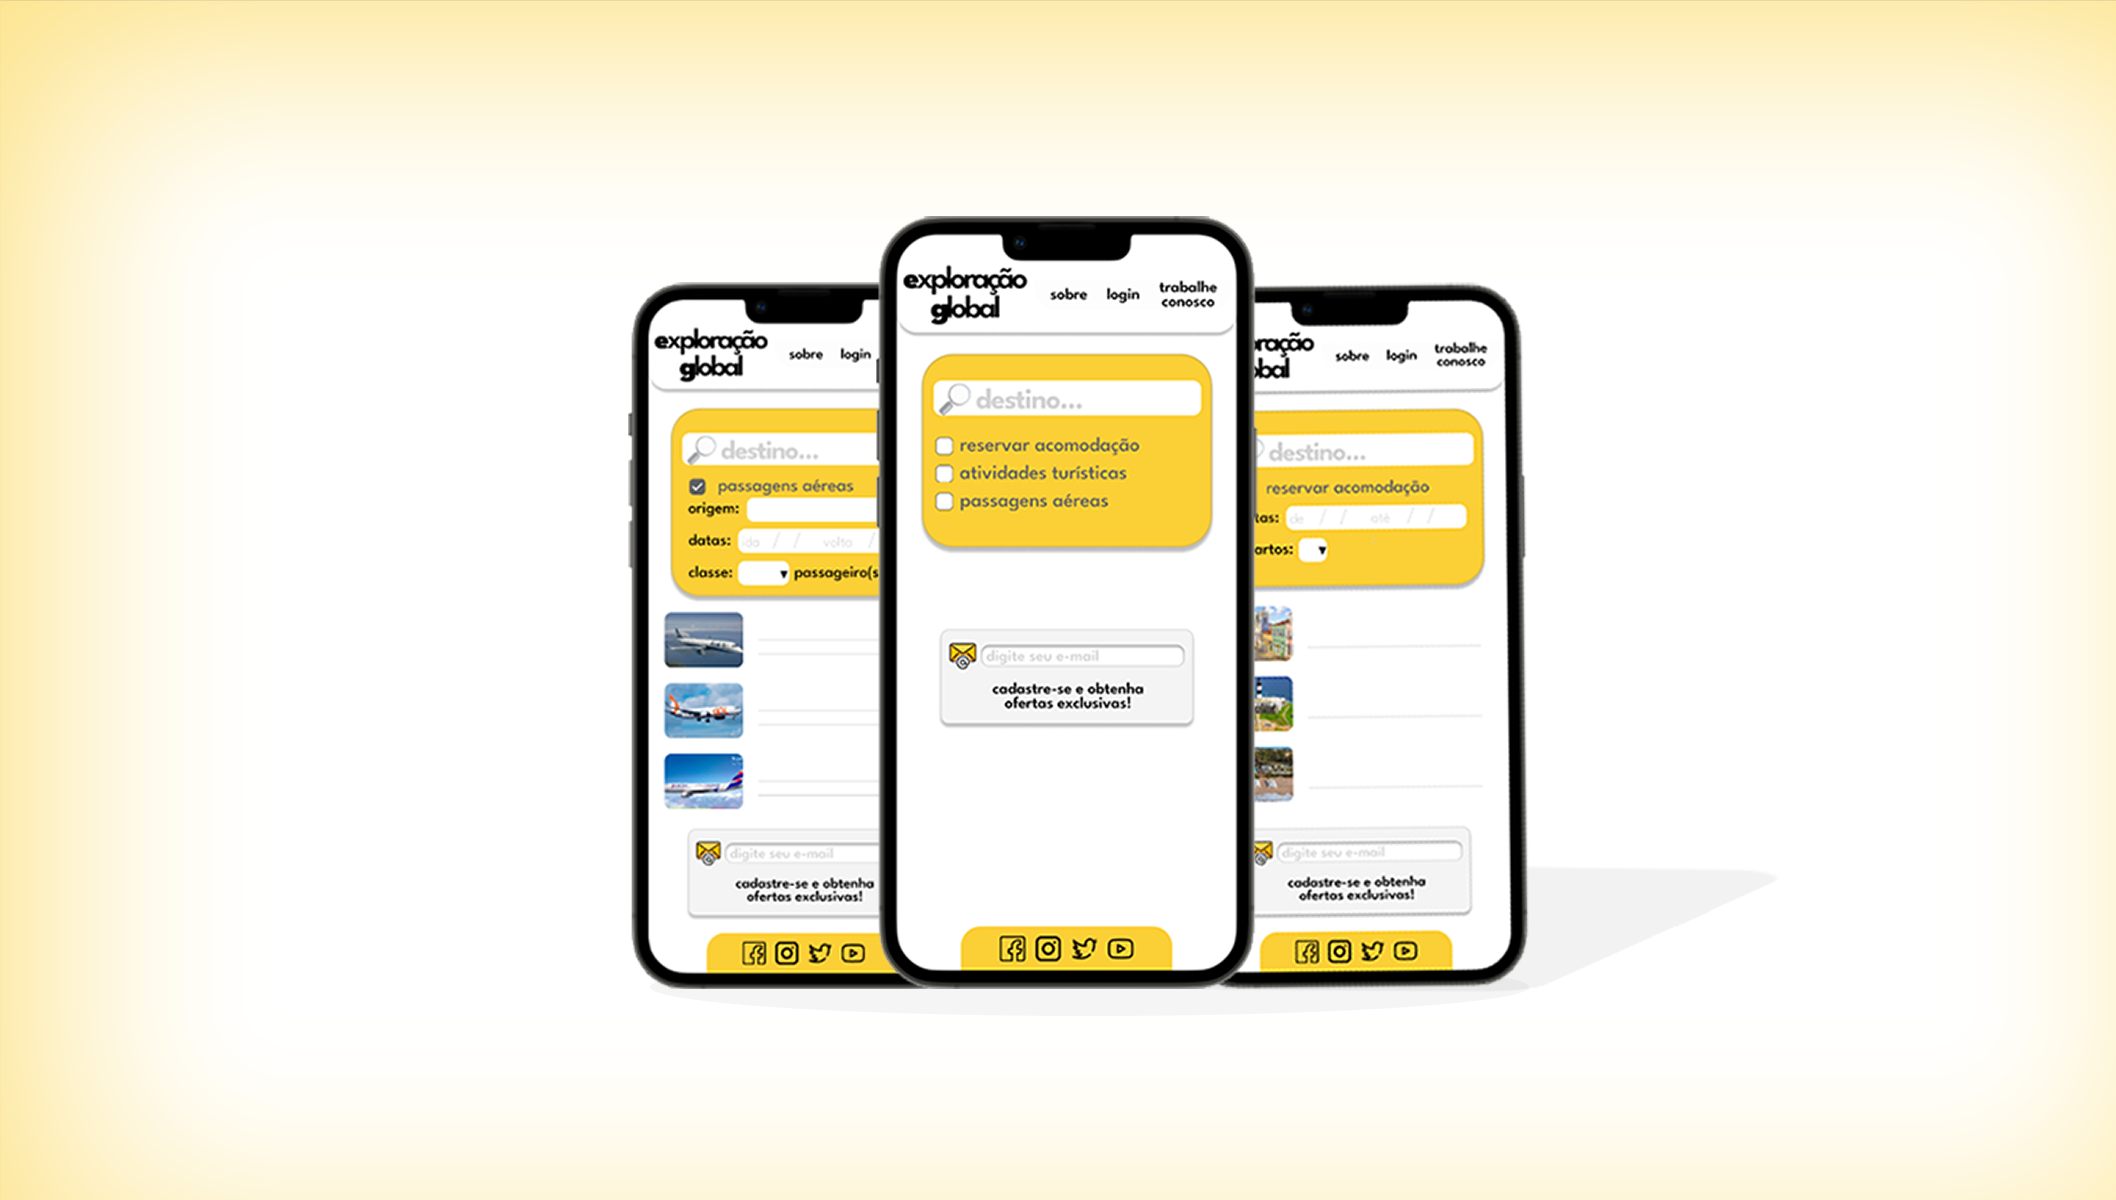 exploração
global
sobre
login
destino...
passagens aéreas
origem:
datas:
ida / / volta /
classe:
▾ passageiro(s
digite seu e-mail
cadastre-se e obtenha
ofertas exclusivas!
exploração
global
sobre
login
trabalhe
conosco
destino...
reservar acomodação
atividades turísticas
passagens aéreas
digite seu e-mail
cadastre-se e obtenha
ofertas exclusivas!
ração
bal
sobre
login
trabalhe
conosco
destino...
reservar acomodação
tas:
de / / até / /
artos:
digite seu e-mail
cadastre-se e obtenha
ofertas exclusivas!